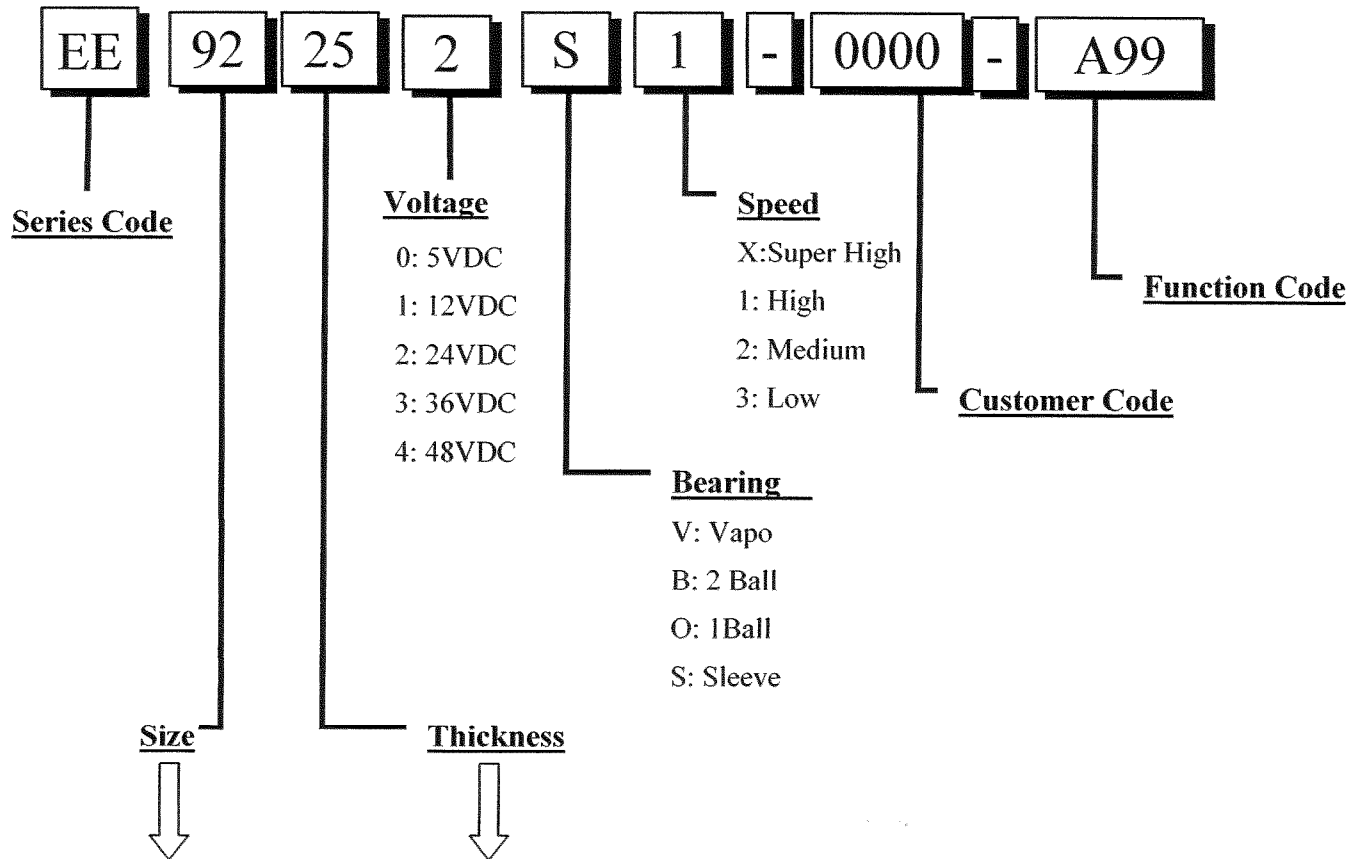 EE 92 25 2 S 1 - 0000 - A99
Series Code
Voltage
0: 5VDC
1: 12VDC
2: 24VDC
3: 36VDC
4: 48VDC
Speed
X:Super High
1: High
2: Medium
3: Low
Function Code
Customer Code
Bearing
V: Vapo
B: 2 Ball
O: 1Ball
S: Sleeve
Size
Thickness